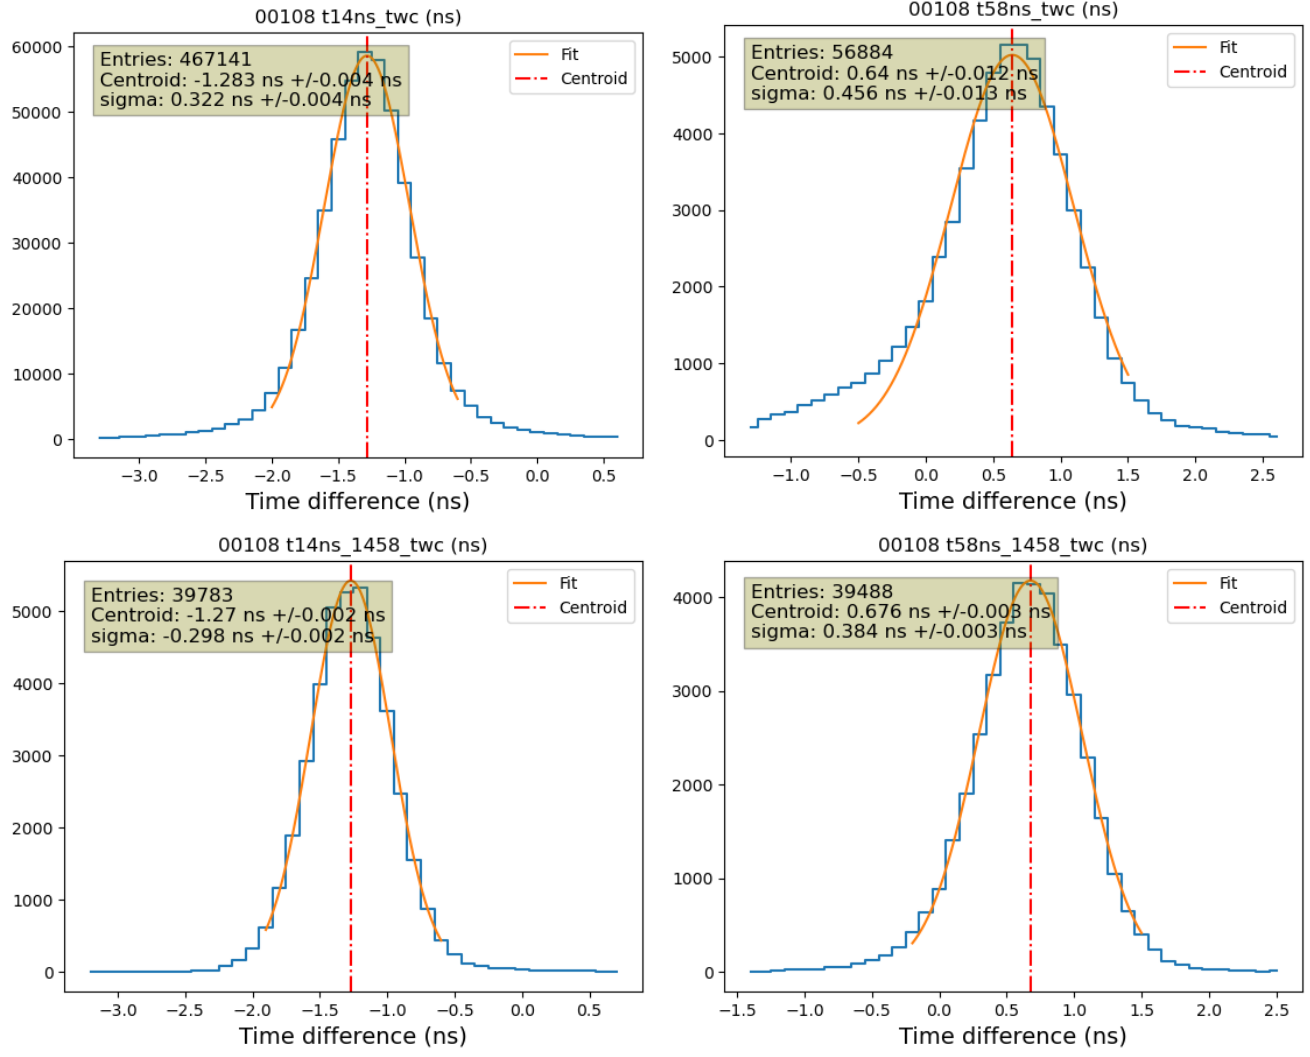 00108 t14ns_twc (ns)
Entries: 467141
Centroid: -1.283 ns +/-0.004 ns
sigma: 0.322 ns +/-0.004 ns
Fit
Centroid
60000
50000
40000
30000
20000
10000
0
−3.0 −2.5 −2.0 −1.5 −1.0 −0.5 0.0 0.5
Time difference (ns)
00108 t58ns_twc (ns)
Entries: 56884
Centroid: 0.64 ns +/-0.012 ns
sigma: 0.456 ns +/-0.013 ns
Fit
Centroid
5000
4000
3000
2000
1000
0
−1.0 −0.5 0.0 0.5 1.0 1.5 2.0 2.5
Time difference (ns)
00108 t14ns_1458_twc (ns)
Entries: 39783
Centroid: -1.27 ns +/-0.002 ns
sigma: -0.298 ns +/-0.002 ns
Fit
Centroid
5000
4000
3000
2000
1000
0
−3.0 −2.5 −2.0 −1.5 −1.0 −0.5 0.0 0.5
Time difference (ns)
00108 t58ns_1458_twc (ns)
Entries: 39488
Centroid: 0.676 ns +/-0.003 ns
sigma: 0.384 ns +/-0.003 ns
Fit
Centroid
4000
3000
2000
1000
0
−1.5 −1.0 −0.5 0.0 0.5 1.0 1.5 2.0 2.5
Time difference (ns)